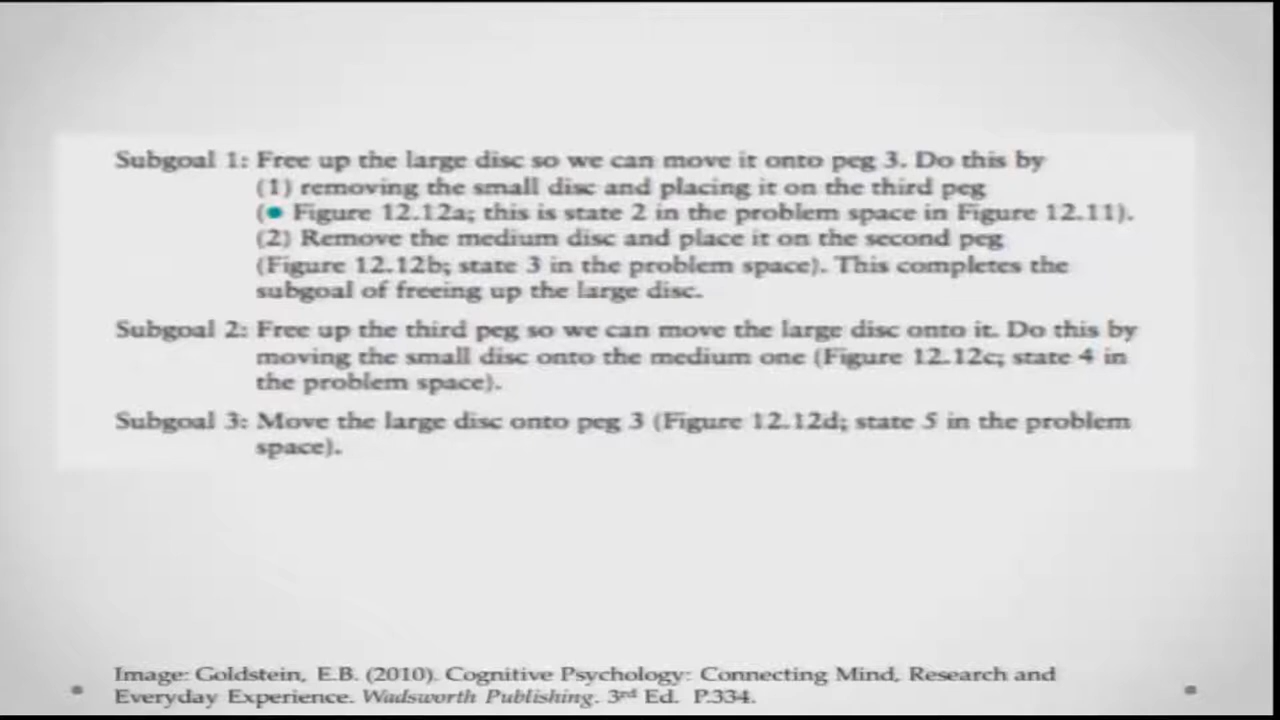 Subgoal 1: Free up the large disc so we can move it onto peg 3. Do this by
(1) removing the small disc and placing it on the third peg
(● Figure 12.12a; this is state 2 in the problem space in Figure 12.11).
(2) Remove the medium disc and place it on the second peg
(Figure 12.12b; state 3 in the problem space). This completes the
subgoal of freeing up the large disc.
Subgoal 2: Free up the third peg so we can move the large disc onto it. Do this by
moving the small disc onto the medium one (Figure 12.12c; state 4 in
the problem space).
Subgoal 3: Move the large disc onto peg 3 (Figure 12.12d; state 5 in the problem
space).
Image: Goldstein, E.B. (2010). Cognitive Psychology: Connecting Mind, Research and
Everyday Experience. Wadsworth Publishing. 3rd Ed. P.334.